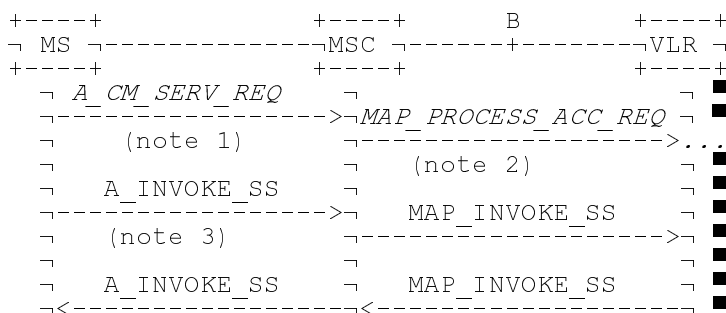 B
MS MSC VLR
A_CM_SERV_REQ
MAP_PROCESS_ACC_REQ
(note 1) ...
(note 2)
A_INVOKE_SS
MAP_INVOKE_SS
(note 3)
A_INVOKE_SS MAP_INVOKE_SS